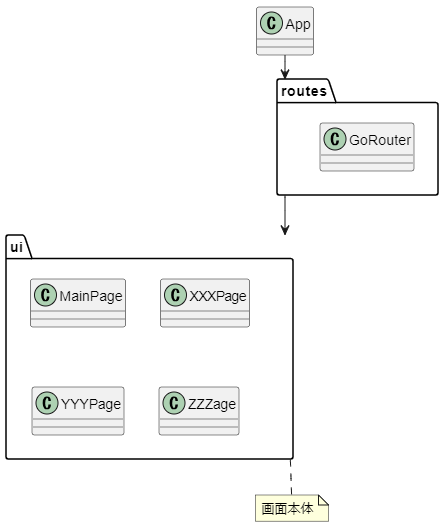 C App
routes
C GoRouter
ui
C MainPage
C XXXPage
C YYYPage
C ZZZage
画面本体